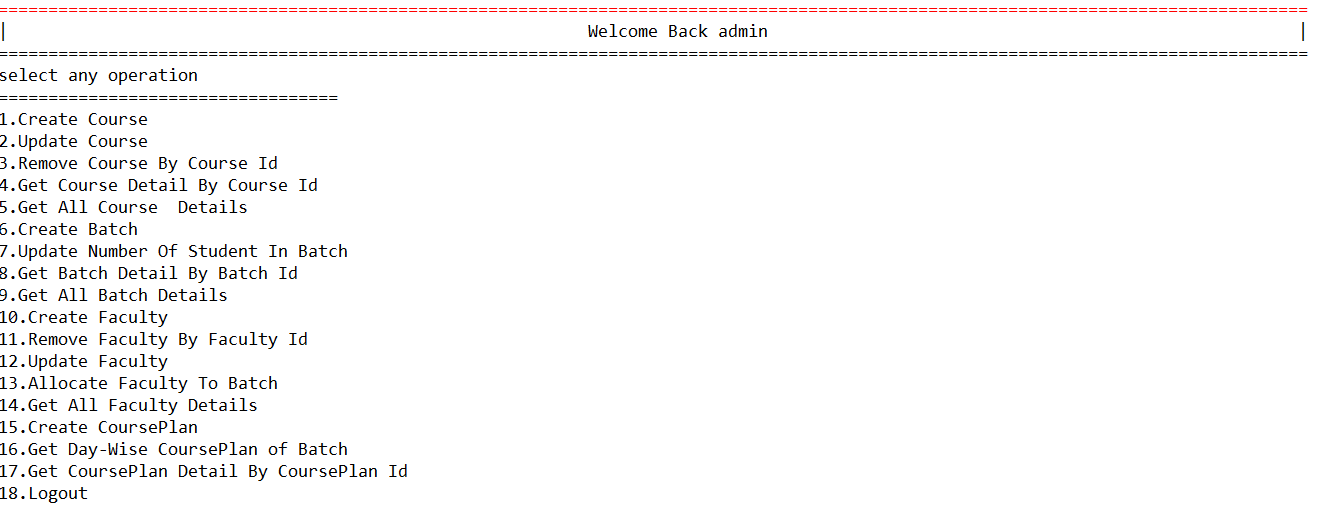 ===================================================================================================================================
| Welcome Back admin |
===================================================================================================================================
select any operation
==================================
1.Create Course
2.Update Course
3.Remove Course By Course Id
4.Get Course Detail By Course Id
5.Get All Course  Details
6.Create Batch
7.Update Number Of Student In Batch
8.Get Batch Detail By Batch Id
9.Get All Batch Details
10.Create Faculty
11.Remove Faculty By Faculty Id
12.Update Faculty
13.Allocate Faculty To Batch
14.Get All Faculty Details
15.Create CoursePlan
16.Get Day-Wise CoursePlan of Batch
17.Get CoursePlan Detail By CoursePlan Id
18.Logout